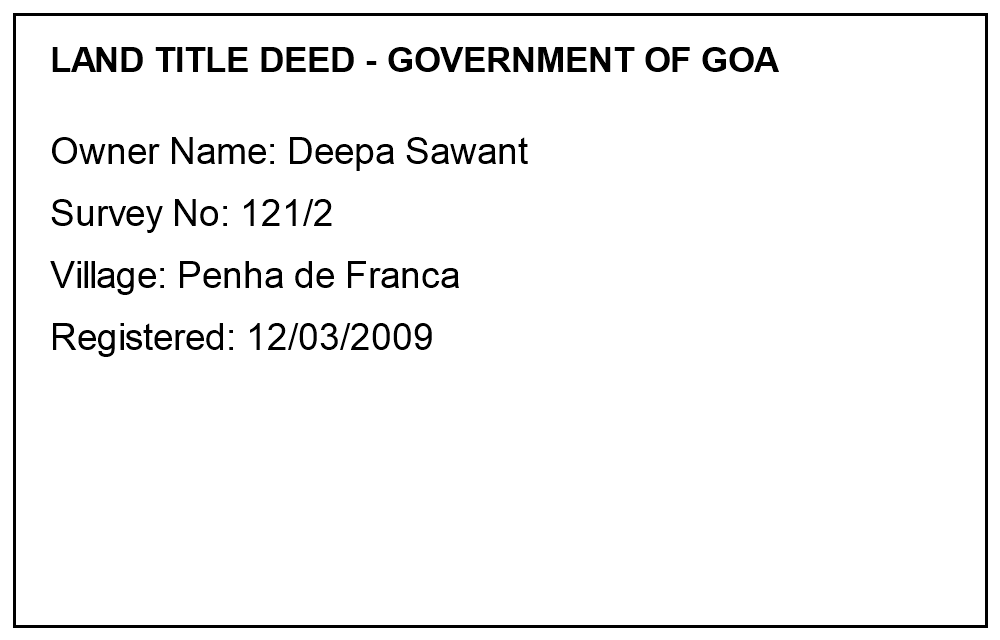 LAND TITLE DEED - GOVERNMENT OF GOA
Owner Name: Deepa Sawant
Survey No: 121/2
Village: Penha de Franca
Registered: 12/03/2009